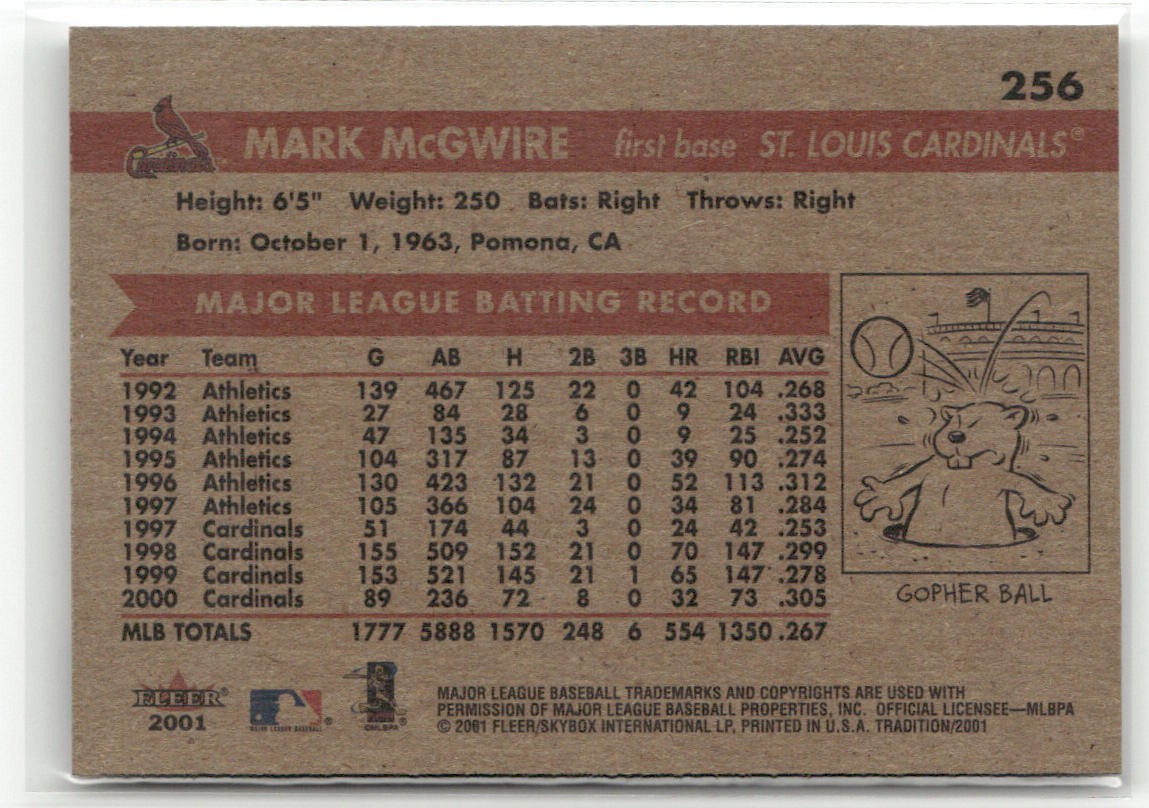 256
Cardinals MARK McGWIRE first base ST. LOUIS CARDINALS®
Height: 6'5" Weight: 250 Bats: Right Throws: Right
Born: October 1, 1963, Pomona, CA
MAJOR LEAGUE BATTING RECORD
Year Team G AB H 2B 3B HR RBI AVG
1992 Athletics 139 467 125 22 0 42 104 .268
1993 Athletics 27 84 28 6 0 9 24 .333
1994 Athletics 47 135 34 3 0 9 25 .252
1995 Athletics 104 317 87 13 0 39 90 .274
1996 Athletics 130 423 132 21 0 52 113 .312
1997 Athletics 105 366 104 24 0 34 81 .284
1997 Cardinals 51 174 44 3 0 24 42 .253
1998 Cardinals 155 509 152 21 0 70 147 .299
1999 Cardinals 153 521 145 21 1 65 147 .278
2000 Cardinals 89 236 72 8 0 32 73 .305
MLB TOTALS 1777 5888 1570 248 6 554 1350 .267
GOPHER BALL
FLEER®
2001
MAJOR LEAGUE BASEBALL
©MLBPA
MAJOR LEAGUE BASEBALL TRADEMARKS AND COPYRIGHTS ARE USED WITH
PERMISSION OF MAJOR LEAGUE BASEBALL PROPERTIES, INC. OFFICIAL LICENSEE—MLBPA
© 2001 FLEER/SKYBOX INTERNATIONAL LP, PRINTED IN U.S.A. TRADITION/2001